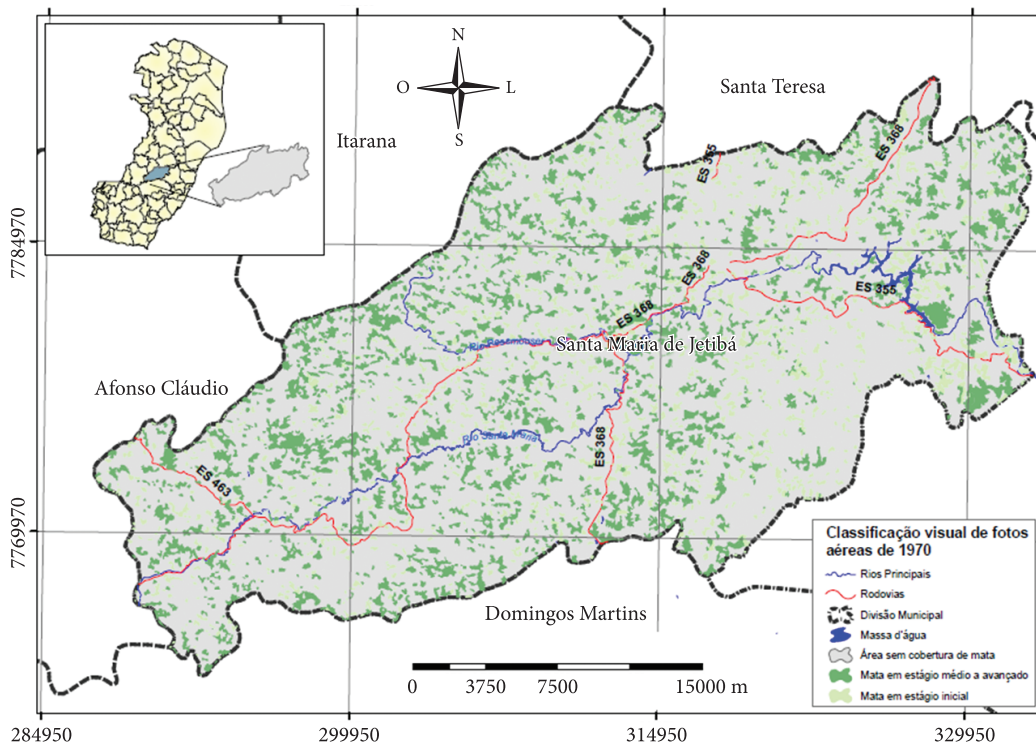 N
O
L
S
Santa Teresa
Itarana
ES 368
ES 355
ES 368
ES 355
ES 368
Santa Maria de Jetibá
Afonso Cláudio
Rio Santa Maria
ES 368
ES 463
Domingos Martins
7784970
7769970
0 3750 7500 15000 m
284950 299950 314950 329950
Classificação visual de fotos
aéreas de 1970
Rios Principais
Rodovias
Divisão Municipal
Massa d'água
Área sem cobertura de mata
Mata em estágio médio a avançado
Mata em estágio inicial